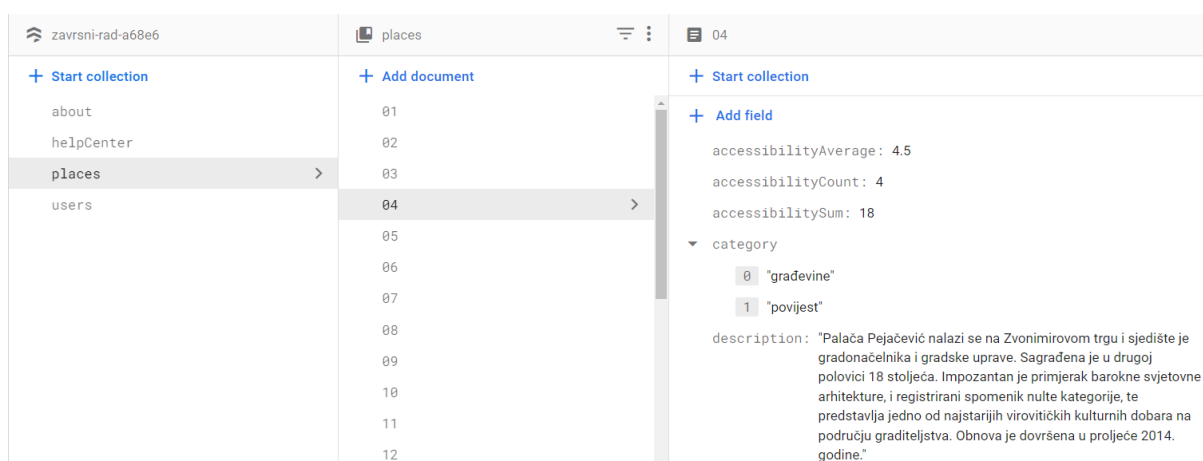 zavrsni-rad-a68e6
+ Start collection
about
helpCenter
places
users
places
+ Add document
01
02
03
04
05
06
07
08
09
10
11
12
04
+ Start collection
+ Add field
accessibilityAverage: 4.5
accessibilityCount: 4
accessibilitySum: 18
category
0 "građevine"
1 "povijest"
description: "Palača Pejačević nalazi se na Zvonimirovom trgu i sjedište je
gradonačelnika i gradske uprave. Sagrađena je u drugoj
polovici 18 stoljeća. Impozantan je primjerak barokne svjetovne
arhitekture, i registrirani spomenik nulte kategorije, te
predstavlja jedno od najstarijih virovitičkih kulturnih dobara na
području graditeljstva. Obnova je dovršena u proljeće 2014.
godine."